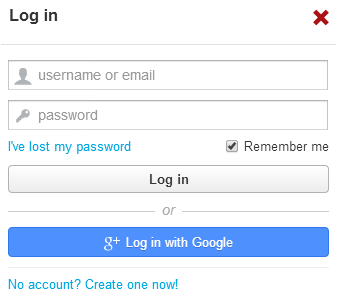 Log in
username or email
password
I've lost my password
Remember me
Log in
or
g+ Log in with Google
No account? Create one now!